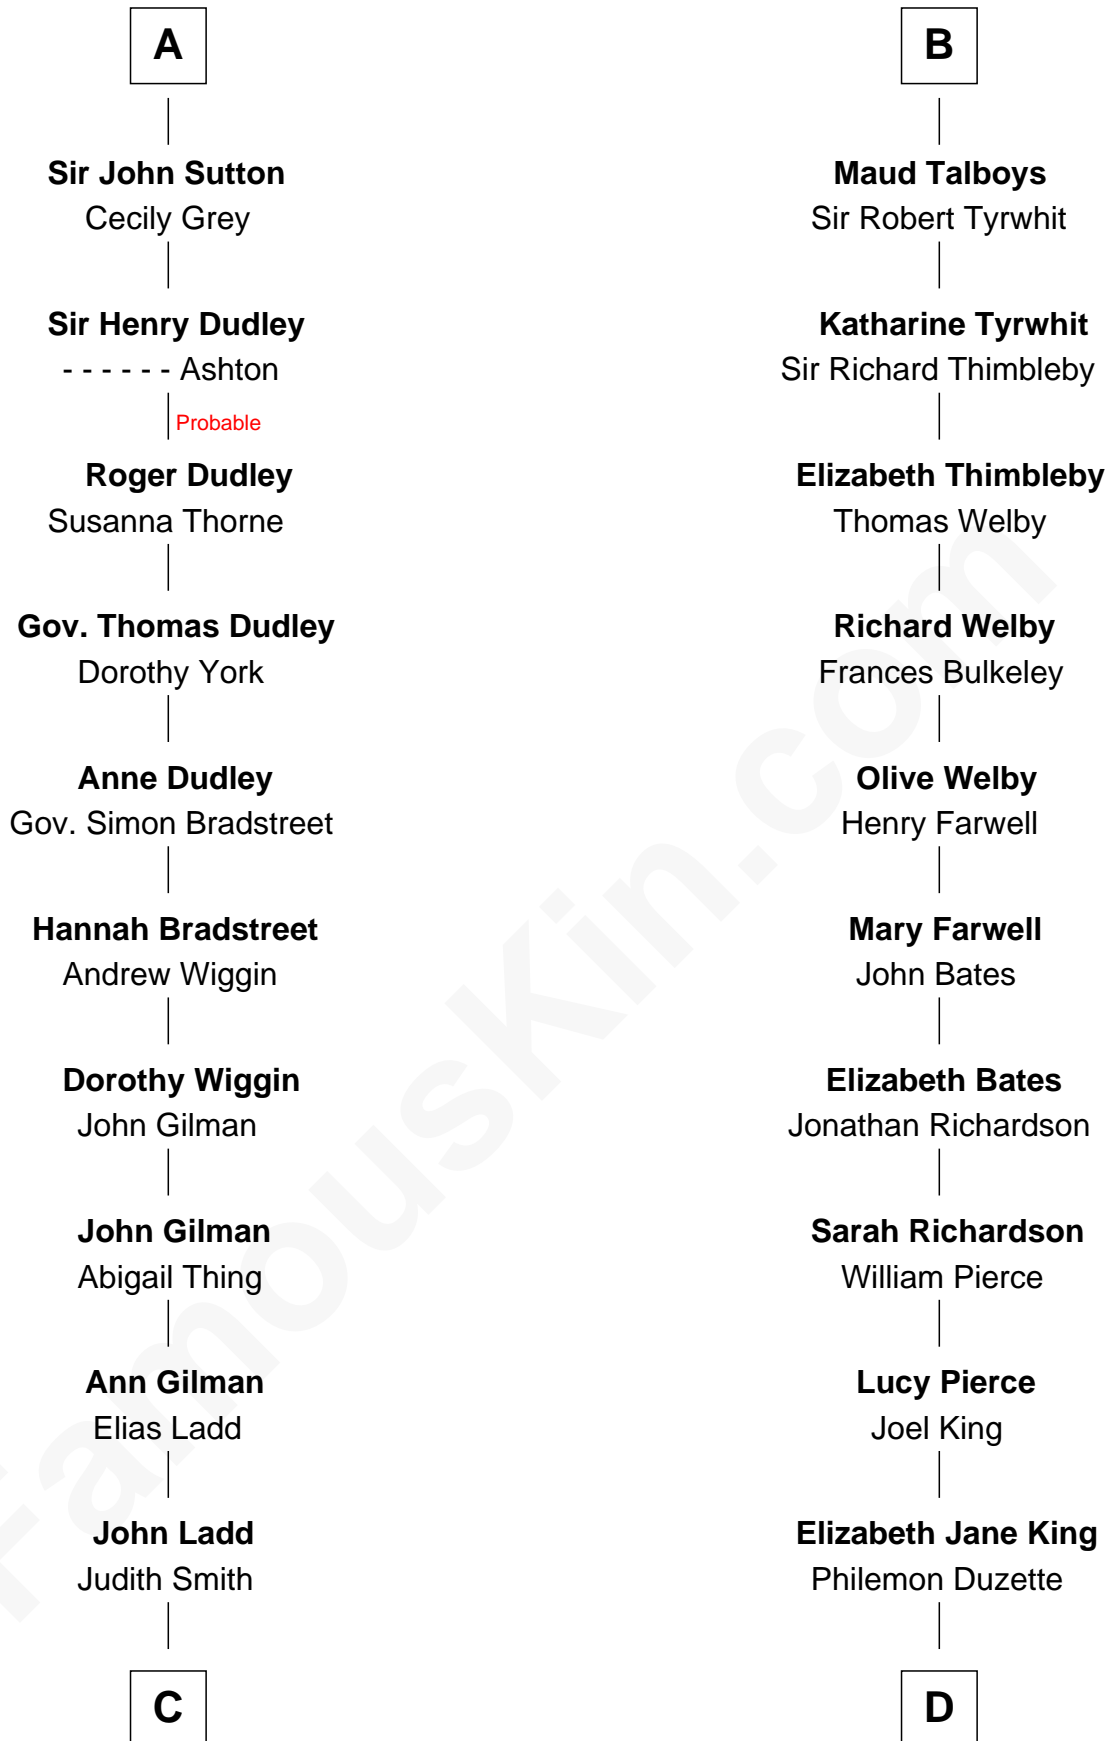 A
Sir John Sutton
Cecily Grey
Sir Henry Dudley
- - - - - - Ashton
Probable
Roger Dudley
Susanna Thorne
Gov. Thomas Dudley
Dorothy York
Anne Dudley
Gov. Simon Bradstreet
Hannah Bradstreet
Andrew Wiggin
Dorothy Wiggin
John Gilman
John Gilman
Abigail Thing
Ann Gilman
Elias Ladd
John Ladd
Judith Smith
C
B
Maud Talboys
Sir Robert Tyrwhit
Katharine Tyrwhit
Sir Richard Thimbleby
Elizabeth Thimbleby
Thomas Welby
Richard Welby
Frances Bulkeley
Olive Welby
Henry Farwell
Mary Farwell
John Bates
Elizabeth Bates
Jonathan Richardson
Sarah Richardson
William Pierce
Lucy Pierce
Joel King
Elizabeth Jane King
Philemon Duzette
D
FamousKin.com